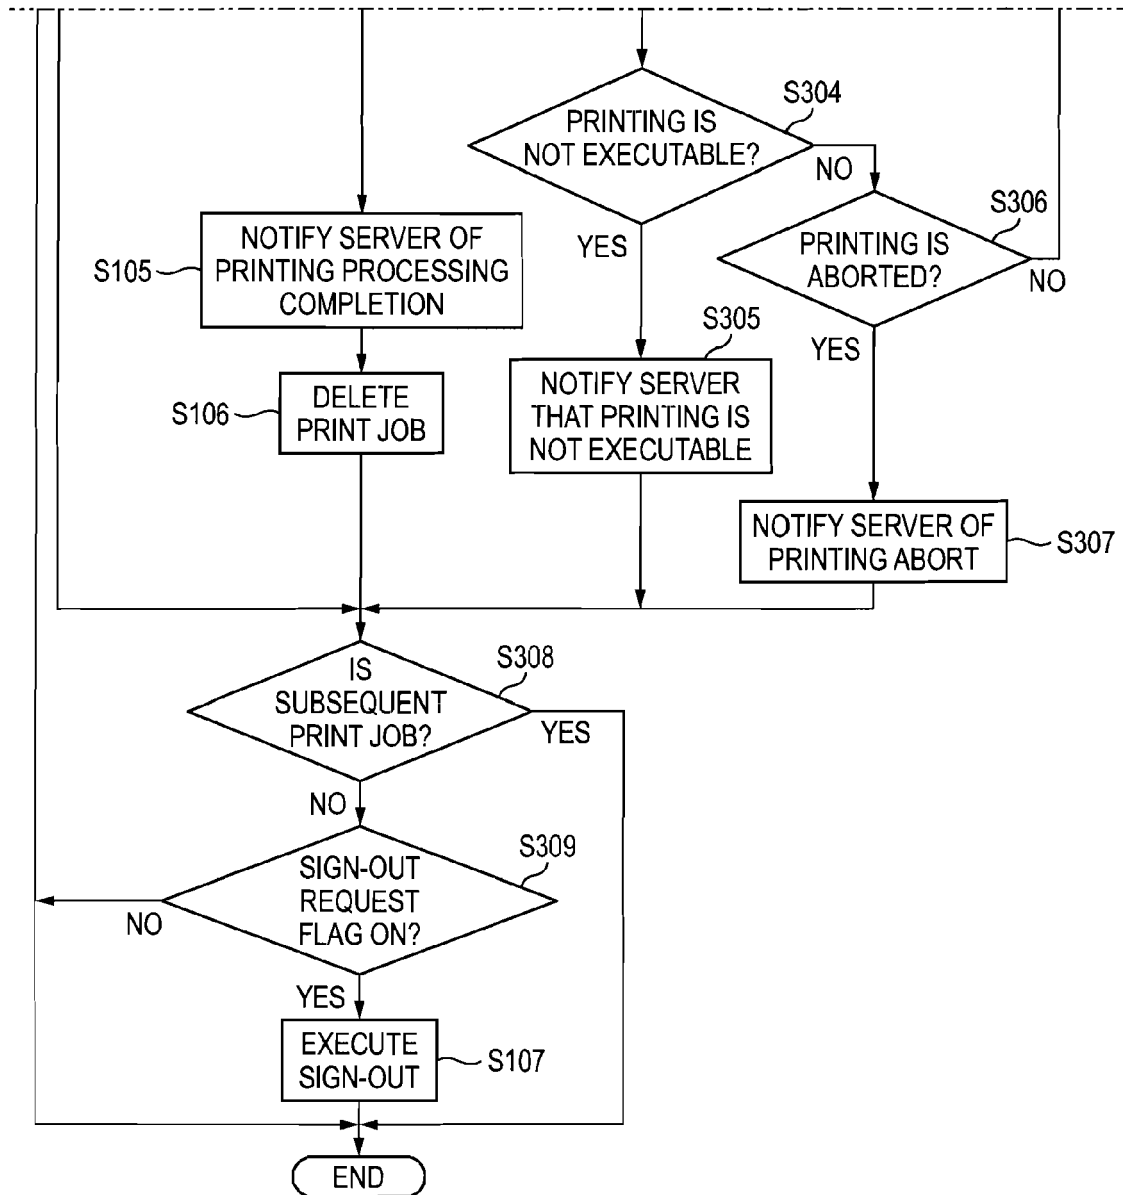 S304
PRINTING IS
NOT EXECUTABLE?
NO
YES
S306
PRINTING IS
ABORTED?
NO
YES
S105
NOTIFY SERVER OF
PRINTING PROCESSING
COMPLETION
S305
NOTIFY SERVER
THAT PRINTING IS
NOT EXECUTABLE
S106
DELETE
PRINT JOB
NOTIFY SERVER OF
PRINTING ABORT
S307
S308
IS
SUBSEQUENT
PRINT JOB?
YES
NO
S309
SIGN-OUT
REQUEST
FLAG ON?
NO
YES
EXECUTE
SIGN-OUT
S107
END